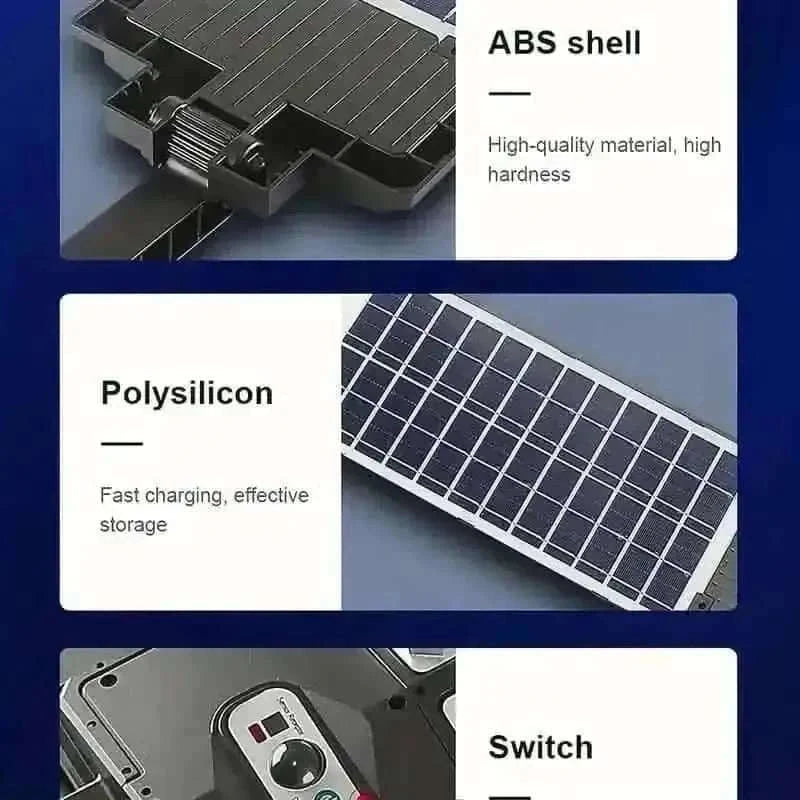 ABS shell
High-quality material, high
hardness
Polysilicon
Fast charging, effective
storage
Switch